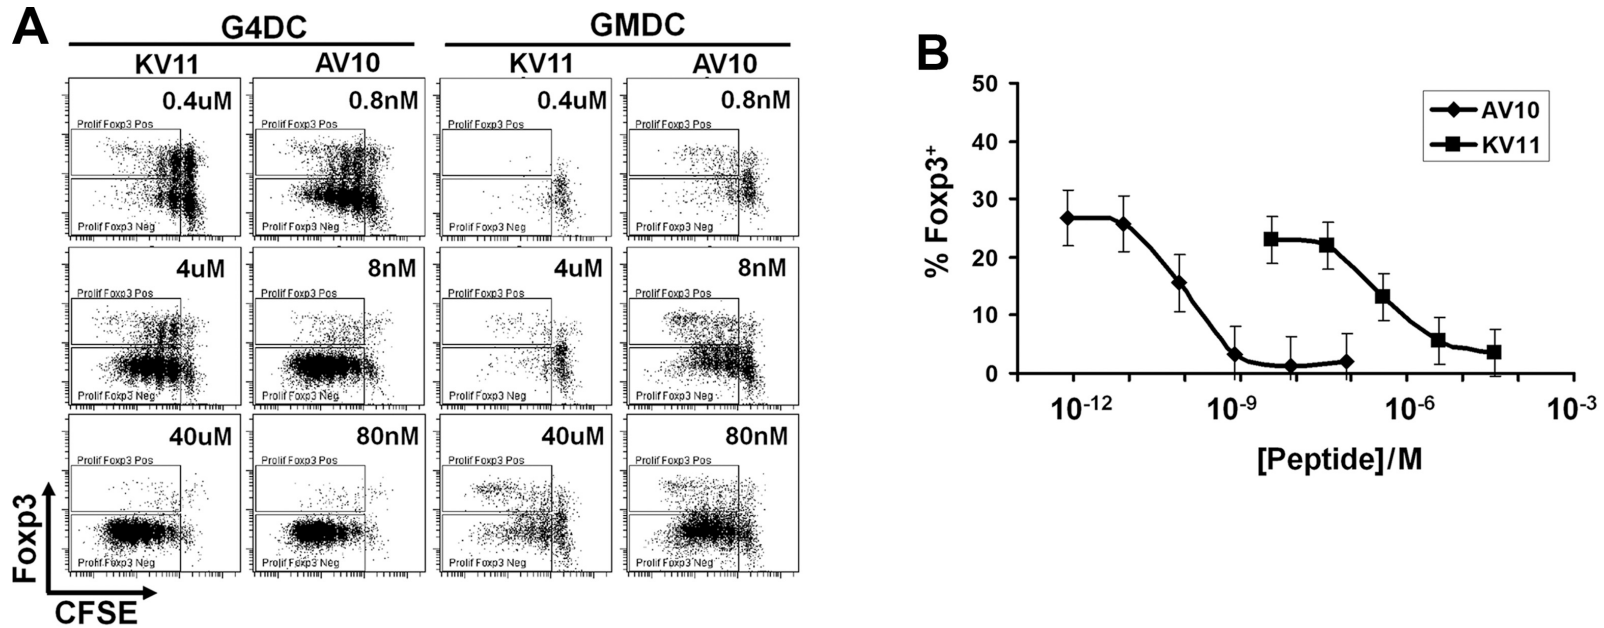 A
G4DC
GMDC
KV11
AV10
KV11
AV10
0.4uM
0.8nM
0.4uM
0.8nM
Prolif Foxp3 Pos
Prolif Foxp3 Pos
Prolif Foxp3 Pos
Prolif Foxp3 Pos
Prolif Foxp3 Neg
Prolif Foxp3 Neg
Prolif Foxp3 Neg
Prolif Foxp3 Neg
4uM
8nM
4uM
8nM
Prolif Foxp3 Pos
Prolif Foxp3 Pos
Prolif Foxp3 Pos
Prolif Foxp3 Pos
Prolif Foxp3 Neg
Prolif Foxp3 Neg
Prolif Foxp3 Neg
Prolif Foxp3 Neg
40uM
80nM
40uM
80nM
Prolif Foxp3 Pos
Prolif Foxp3 Pos
Prolif Foxp3 Pos
Prolif Foxp3 Pos
Prolif Foxp3 Neg
Prolif Foxp3 Neg
Prolif Foxp3 Neg
Prolif Foxp3 Neg
Foxp3
CFSE
B
50
40
30
20
10
0
% Foxp3⁺
AV10
KV11
10⁻¹²
10⁻⁹
10⁻⁶
10⁻³
[Peptide]/M